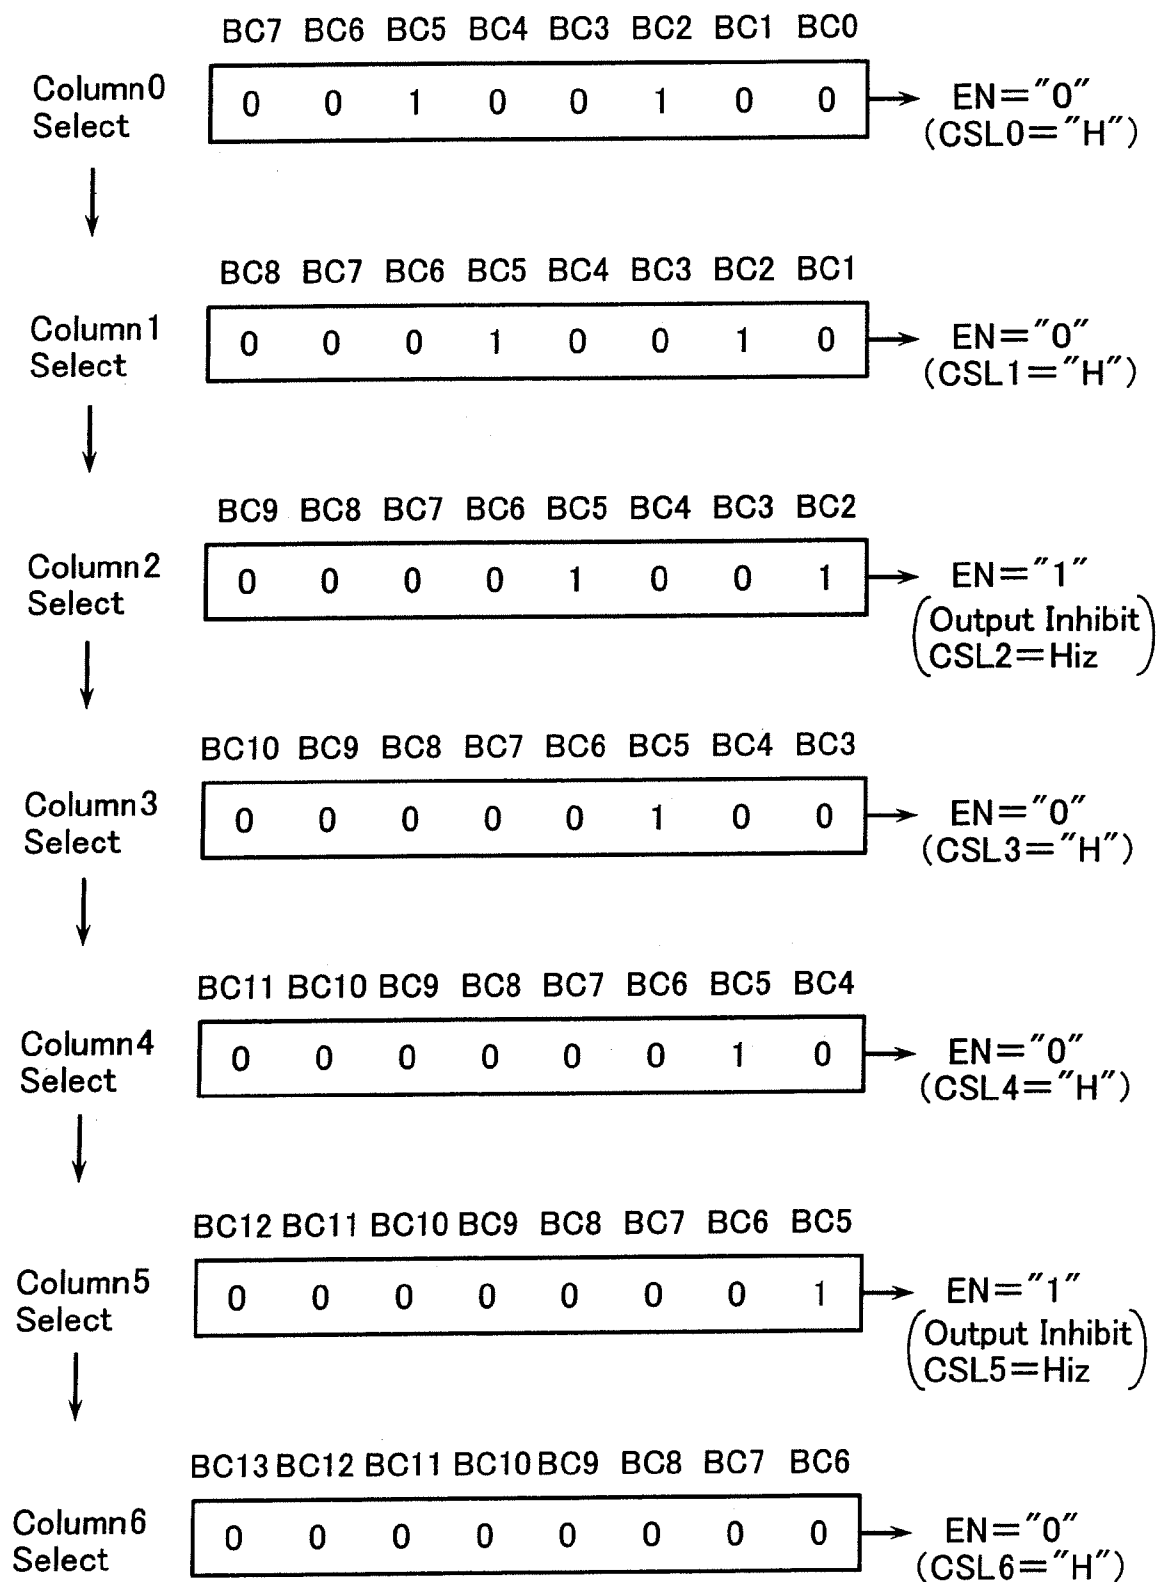 BC7 BC6 BC5 BC4 BC3 BC2 BC1 BC0
Column0
Select
0 0 1 0 0 1 0 0
EN="0"
(CSL0="H")
BC8 BC7 BC6 BC5 BC4 BC3 BC2 BC1
Column1
Select
0 0 0 1 0 0 1 0
EN="0"
(CSL1="H")
BC9 BC8 BC7 BC6 BC5 BC4 BC3 BC2
Column2
Select
0 0 0 0 1 0 0 1
EN="1"
(Output Inhibit
CSL2=Hiz)
BC10 BC9 BC8 BC7 BC6 BC5 BC4 BC3
Column3
Select
0 0 0 0 0 1 0 0
EN="0"
(CSL3="H")
BC11 BC10 BC9 BC8 BC7 BC6 BC5 BC4
Column4
Select
0 0 0 0 0 0 1 0
EN="0"
(CSL4="H")
BC12 BC11 BC10 BC9 BC8 BC7 BC6 BC5
Column5
Select
0 0 0 0 0 0 0 1
EN="1"
(Output Inhibit
CSL5=Hiz)
BC13 BC12 BC11 BC10 BC9 BC8 BC7 BC6
Column6
Select
0 0 0 0 0 0 0 0
EN="0"
(CSL6="H")